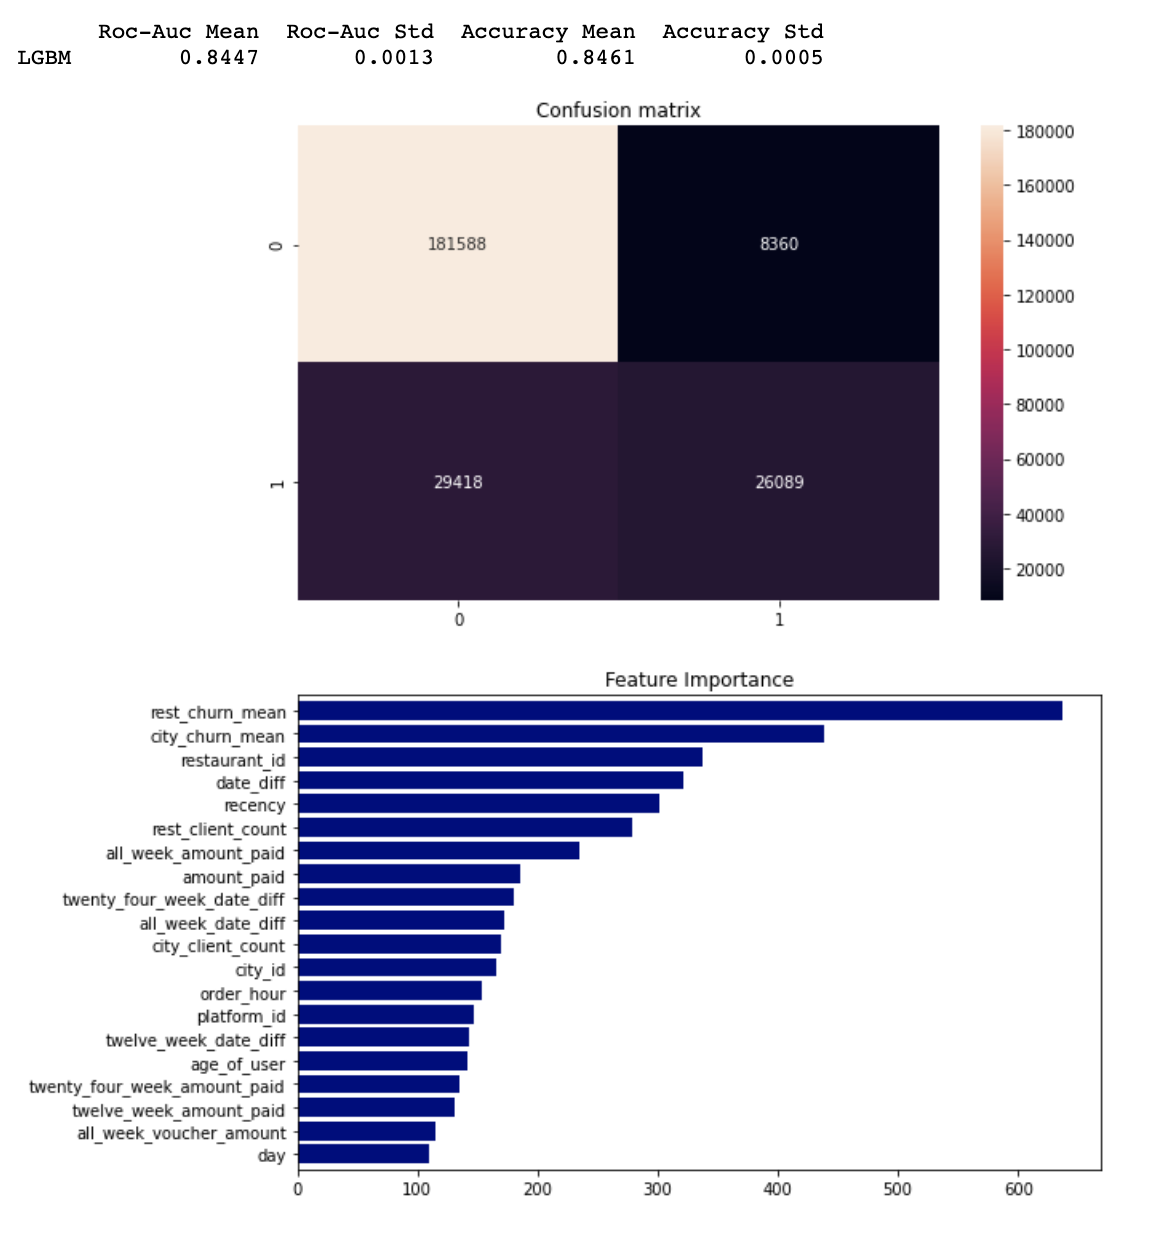 Roc-Auc Mean Roc-Auc Std Accuracy Mean Accuracy Std
LGBM 0.8447 0.0013 0.8461 0.0005
Confusion matrix
180000
160000
140000
120000
100000
80000
60000
40000
20000
0
181588 8360
1
29418 26089
0 1
Feature Importance
rest_churn_mean
city_churn_mean
restaurant_id
date_diff
recency
rest_client_count
all_week_amount_paid
amount_paid
twenty_four_week_date_diff
all_week_date_diff
city_client_count
city_id
order_hour
platform_id
twelve_week_date_diff
age_of_user
twenty_four_week_amount_paid
twelve_week_amount_paid
all_week_voucher_amount
day
0 100 200 300 400 500 600